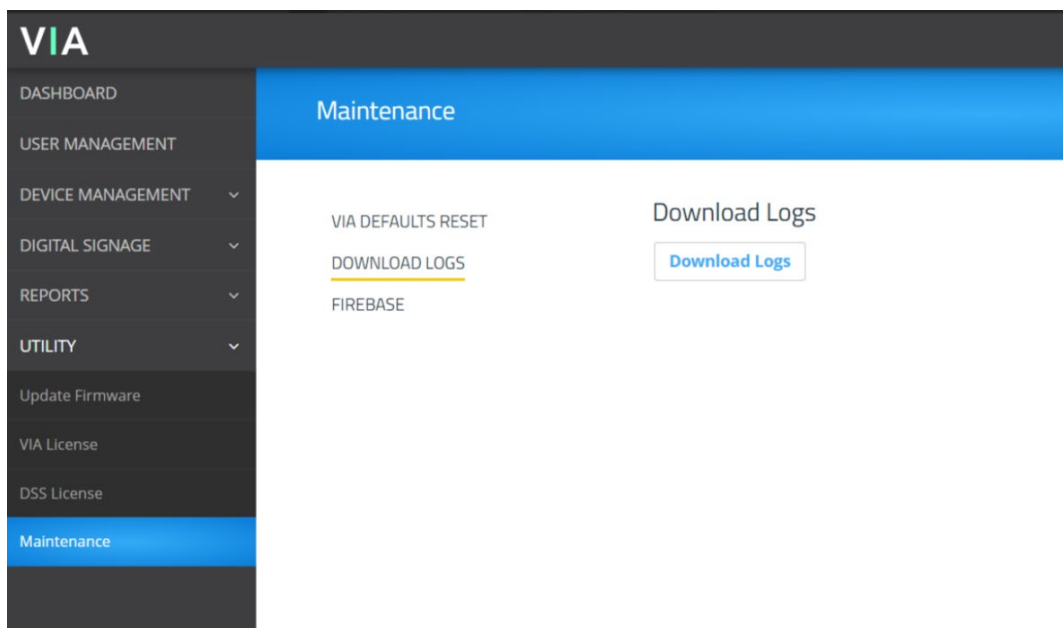 VIA
DASHBOARD
USER MANAGEMENT
DEVICE MANAGEMENT
DIGITAL SIGNAGE
REPORTS
UTILITY
Update Firmware
VIA License
DSS License
Maintenance
Maintenance
VIA DEFAULTS RESET
DOWNLOAD LOGS
FIREBASE
Download Logs
Download Logs